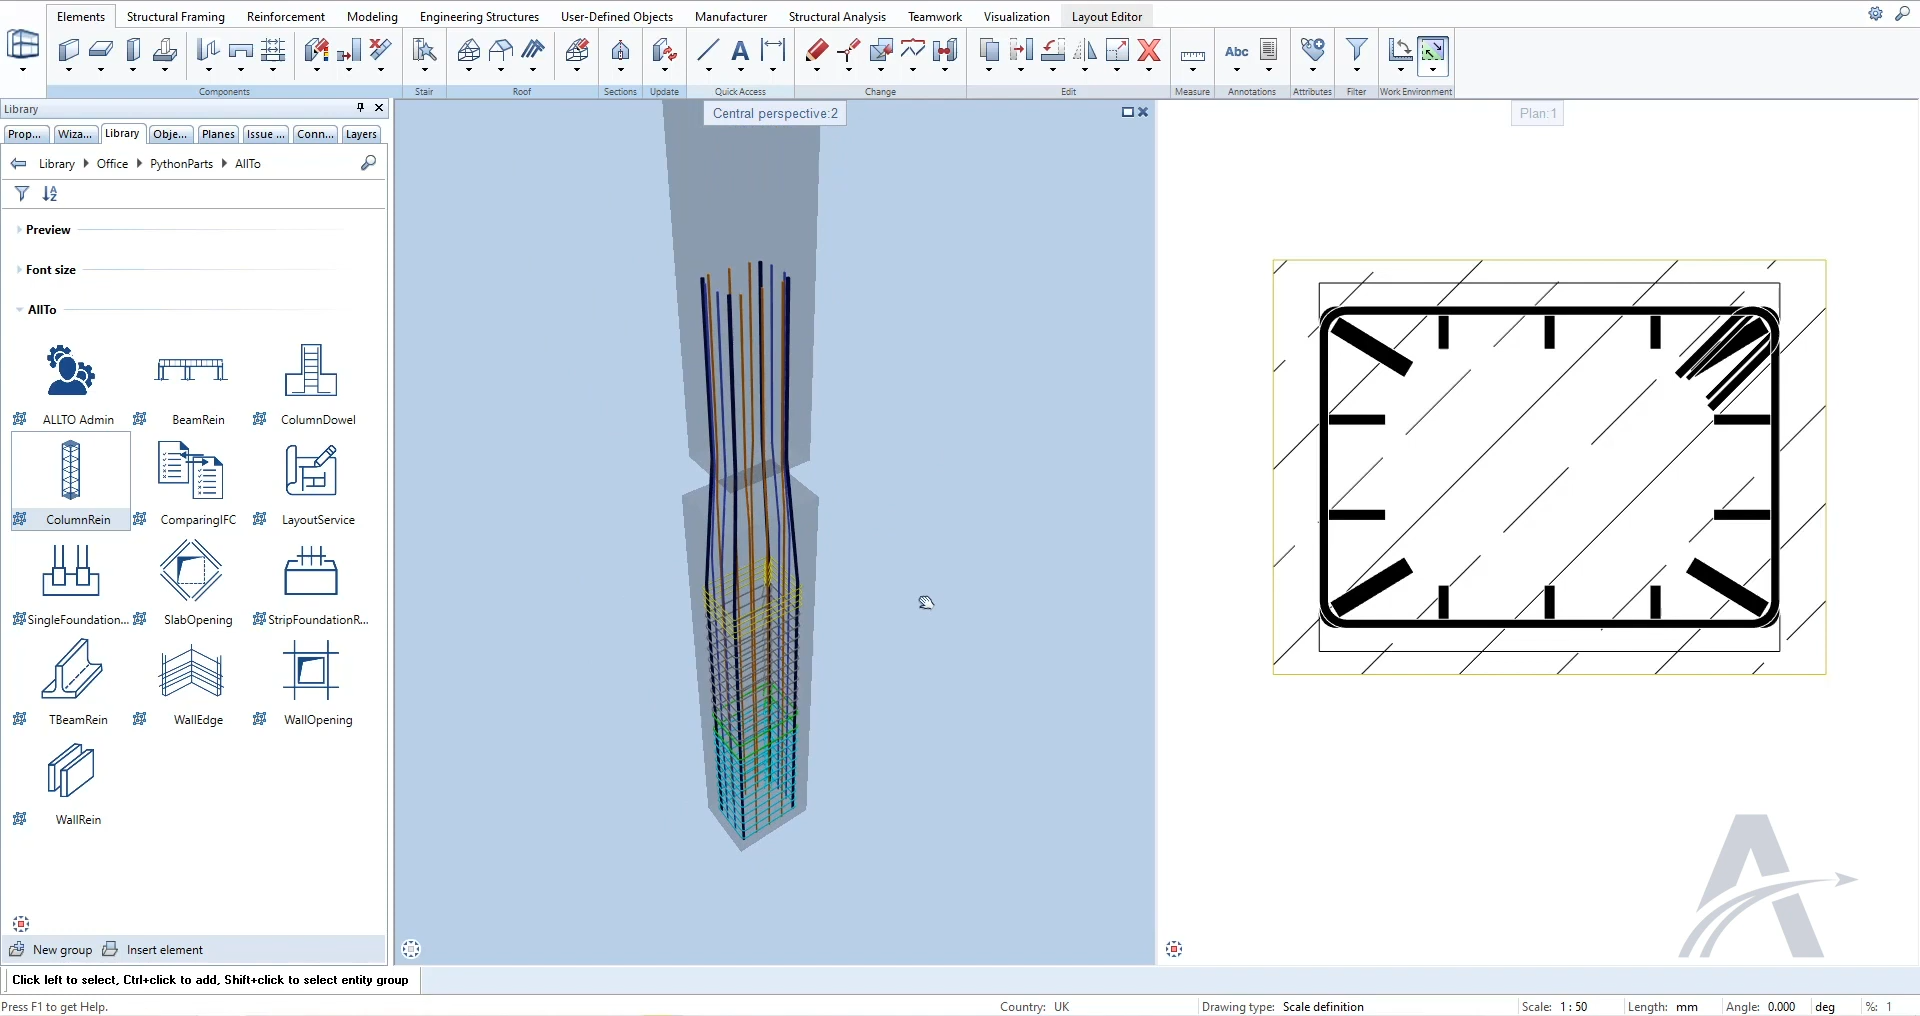 Elements Structural Framing Reinforcement Modeling Engineering Structures User-Defined Objects Manufacturer Structural Analysis Teamwork Visualization Layout Editor
Abc
Components Stair Roof Sections Update Quick Access Change Edit Measure Annotations Attributes Filter Work Environment
Library
Central perspective:2
Plan:1
Prop... Wiza... Library Obje... Planes Issue ... Conn... Layers
Library Office PythonParts AllTo
Preview
Font size
AllTo
ALLTO Admin BeamRein ColumnDowel
ColumnRein ComparingIFC LayoutService
SingleFoundation... SlabOpening StripFoundationR...
TBeamRein WallEdge WallOpening
WallRein
New group Insert element
Click left to select, Ctrl+click to add, Shift+click to select entity group
Press F1 to get Help. Country: UK Drawing type: Scale definition Scale: 1 : 50 Length: mm Angle: 0.000 deg %: 1